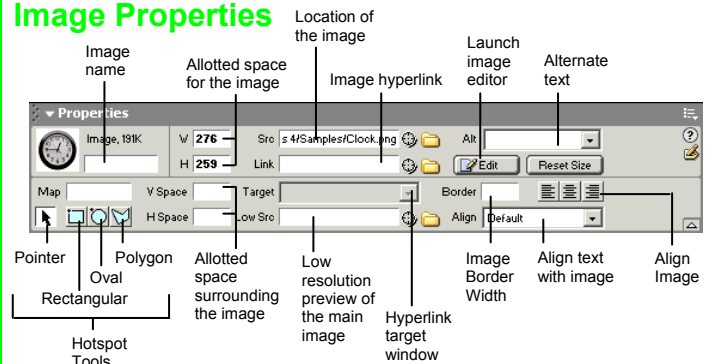 Image Properties
Location of
the image
Image
name
Allotted space
for the image
Image hyperlink
Launch
image
editor
Alternate
text
Properties
Image, 191K
W 276
Src s 4/Samples/Clock.png
Alt
H 259
Link
Edit
Reset Size
Map
V Space
Target
Border
H Space
Low Src
Align Default
Pointer
Polygon
Oval
Rectangular
Hotspot
Tools
Allotted
space
surrounding
the image
Low
resolution
preview of
the main
image
Hyperlink
target
window
Image
Border
Width
Align text
with image
Align
Image